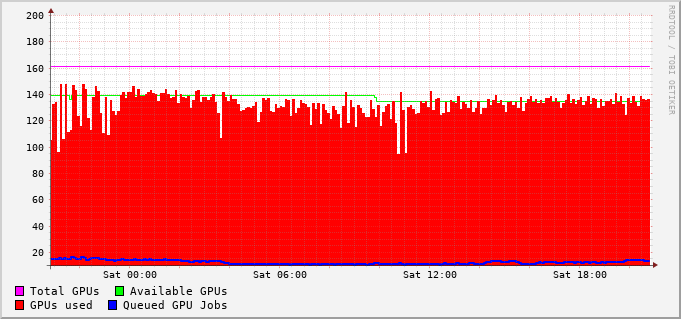 200
180
160
140
120
100
80
60
40
20
Sat 00:00 Sat 06:00 Sat 12:00 Sat 18:00
Total GPUs Available GPUs
GPUs used Queued GPU Jobs
RRDTOOL / TOBI OETIKER